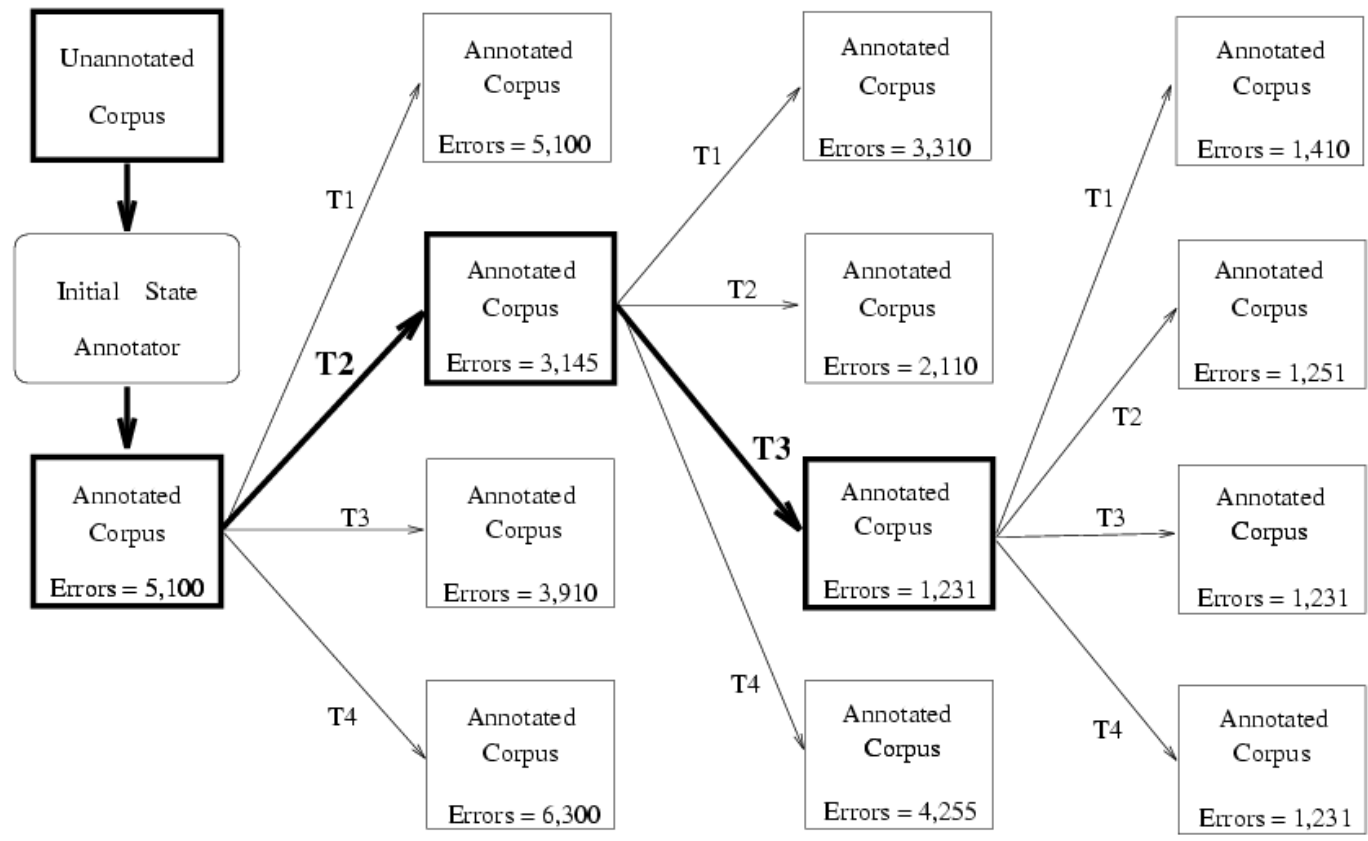 Unannotated
Corpus
Initial State
Annotator
Annotated
Corpus
Errors = 5,100
T1
T2
T3
T4
Annotated
Corpus
Errors = 5,100
Annotated
Corpus
Errors = 3,145
Annotated
Corpus
Errors = 3,910
Annotated
Corpus
Errors = 6,300
T1
T2
T3
T4
Annotated
Corpus
Errors = 3,310
Annotated
Corpus
Errors = 2,110
Annotated
Corpus
Errors = 1,231
Annotated
Corpus
Errors = 4,255
T1
T2
T3
T4
Annotated
Corpus
Errors = 1,410
Annotated
Corpus
Errors = 1,251
Annotated
Corpus
Errors = 1,231
Annotated
Corpus
Errors = 1,231